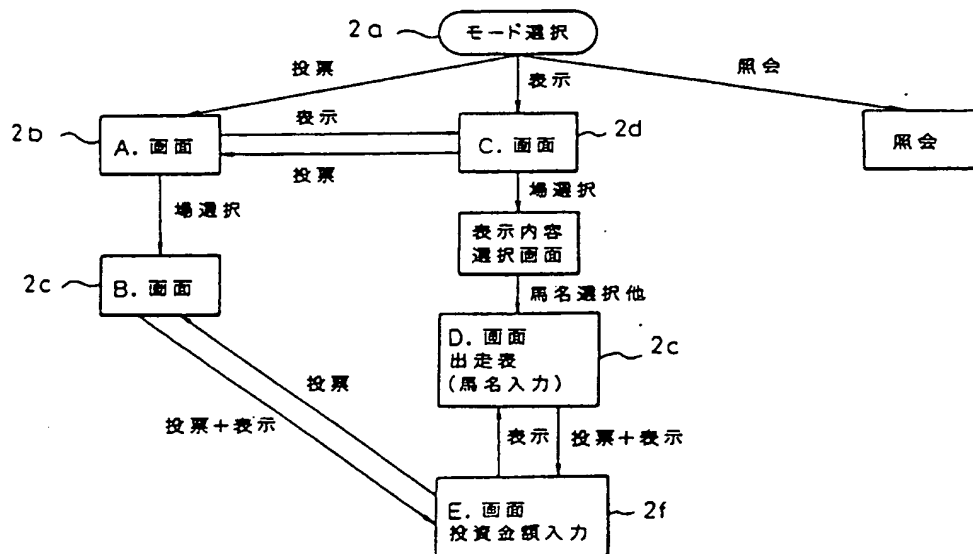 2a
モード選択
投票
表示
照会
2b
A. 画面
表示
投票
C. 画面
2d
照会
場選択
場選択
表示内容
選択画面
2c
B. 画面
馬名選択他
D. 画面
出走表
(馬名入力)
2c
投票
投票+表示
表示
投票+表示
E. 画面
投資金額入力
2f